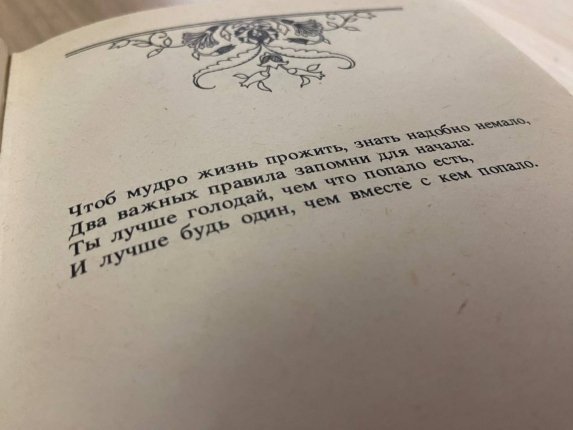 Чтоб мудро жизнь прожить, знать надобно немало,
Два важных правила запомни для начала:
Ты лучше голодай, чем что попало есть,
И лучше будь один, чем вместе с кем попало.